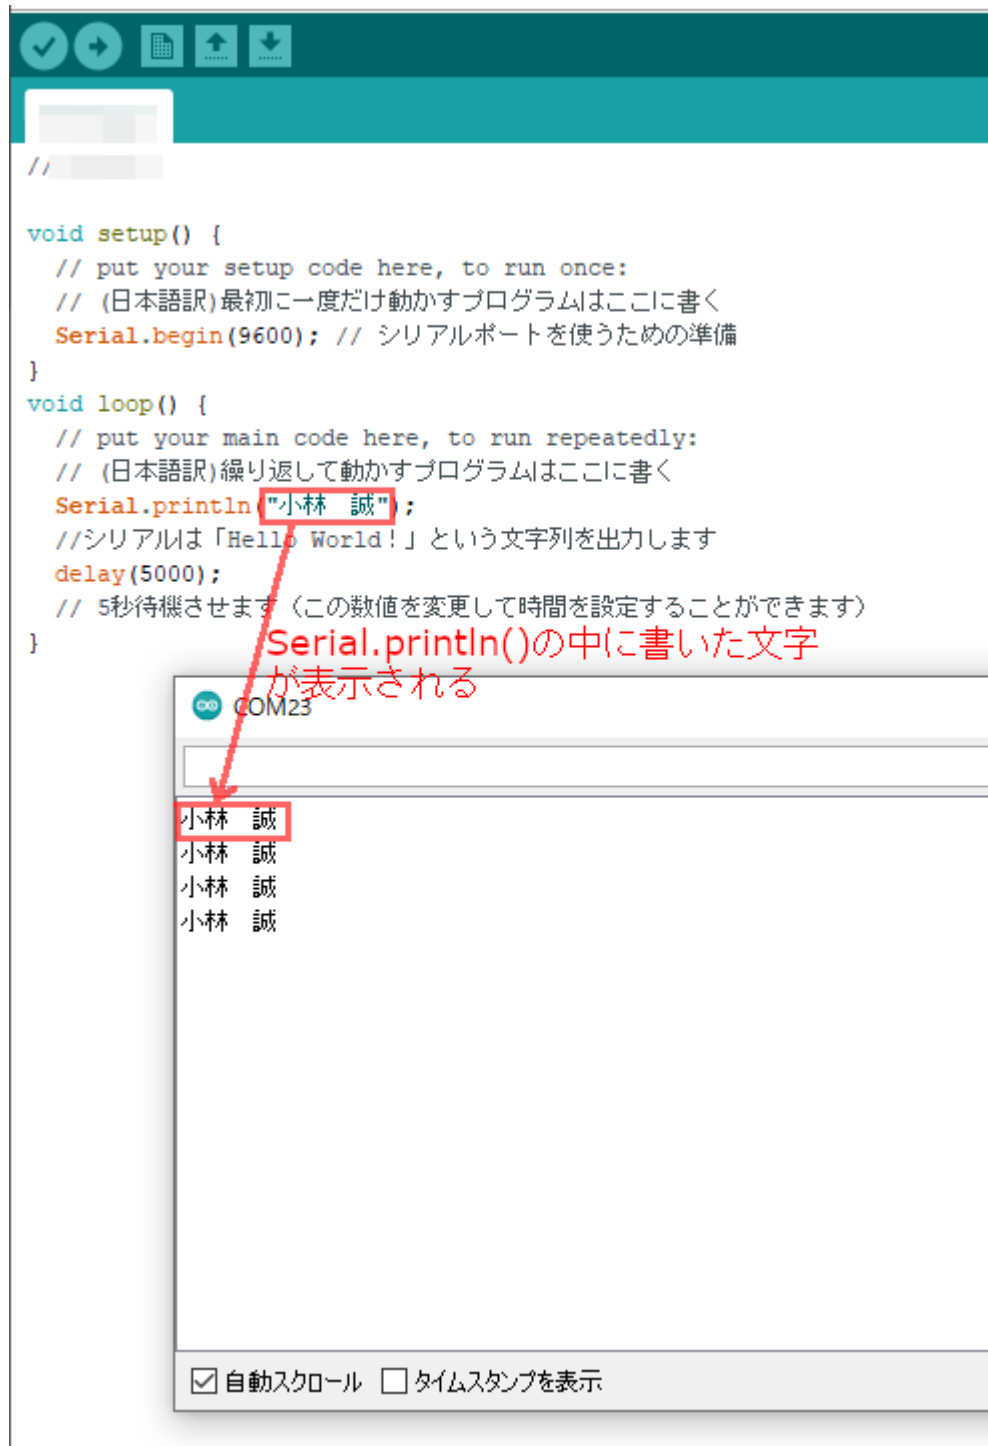 //
void setup() {
// put your setup code here, to run once:
// (日本語訳)最初に一度だけ動かすプログラムはここに書く
Serial.begin(9600); // シリアルポートを使うための準備
}
void loop() {
// put your main code here, to run repeatedly:
// (日本語訳)繰り返して動かすプログラムはここに書く
Serial.println("小林　誠");
//シリアルは「Hello World!」という文字列を出力します
delay(5000);
// 5秒待機させます（この数値を変更して時間を設定することができます）
}
Serial.println()の中に書いた文字
が表示される
COM23
小林　誠
小林　誠
小林　誠
小林　誠
自動スクロール タイムスタンプを表示